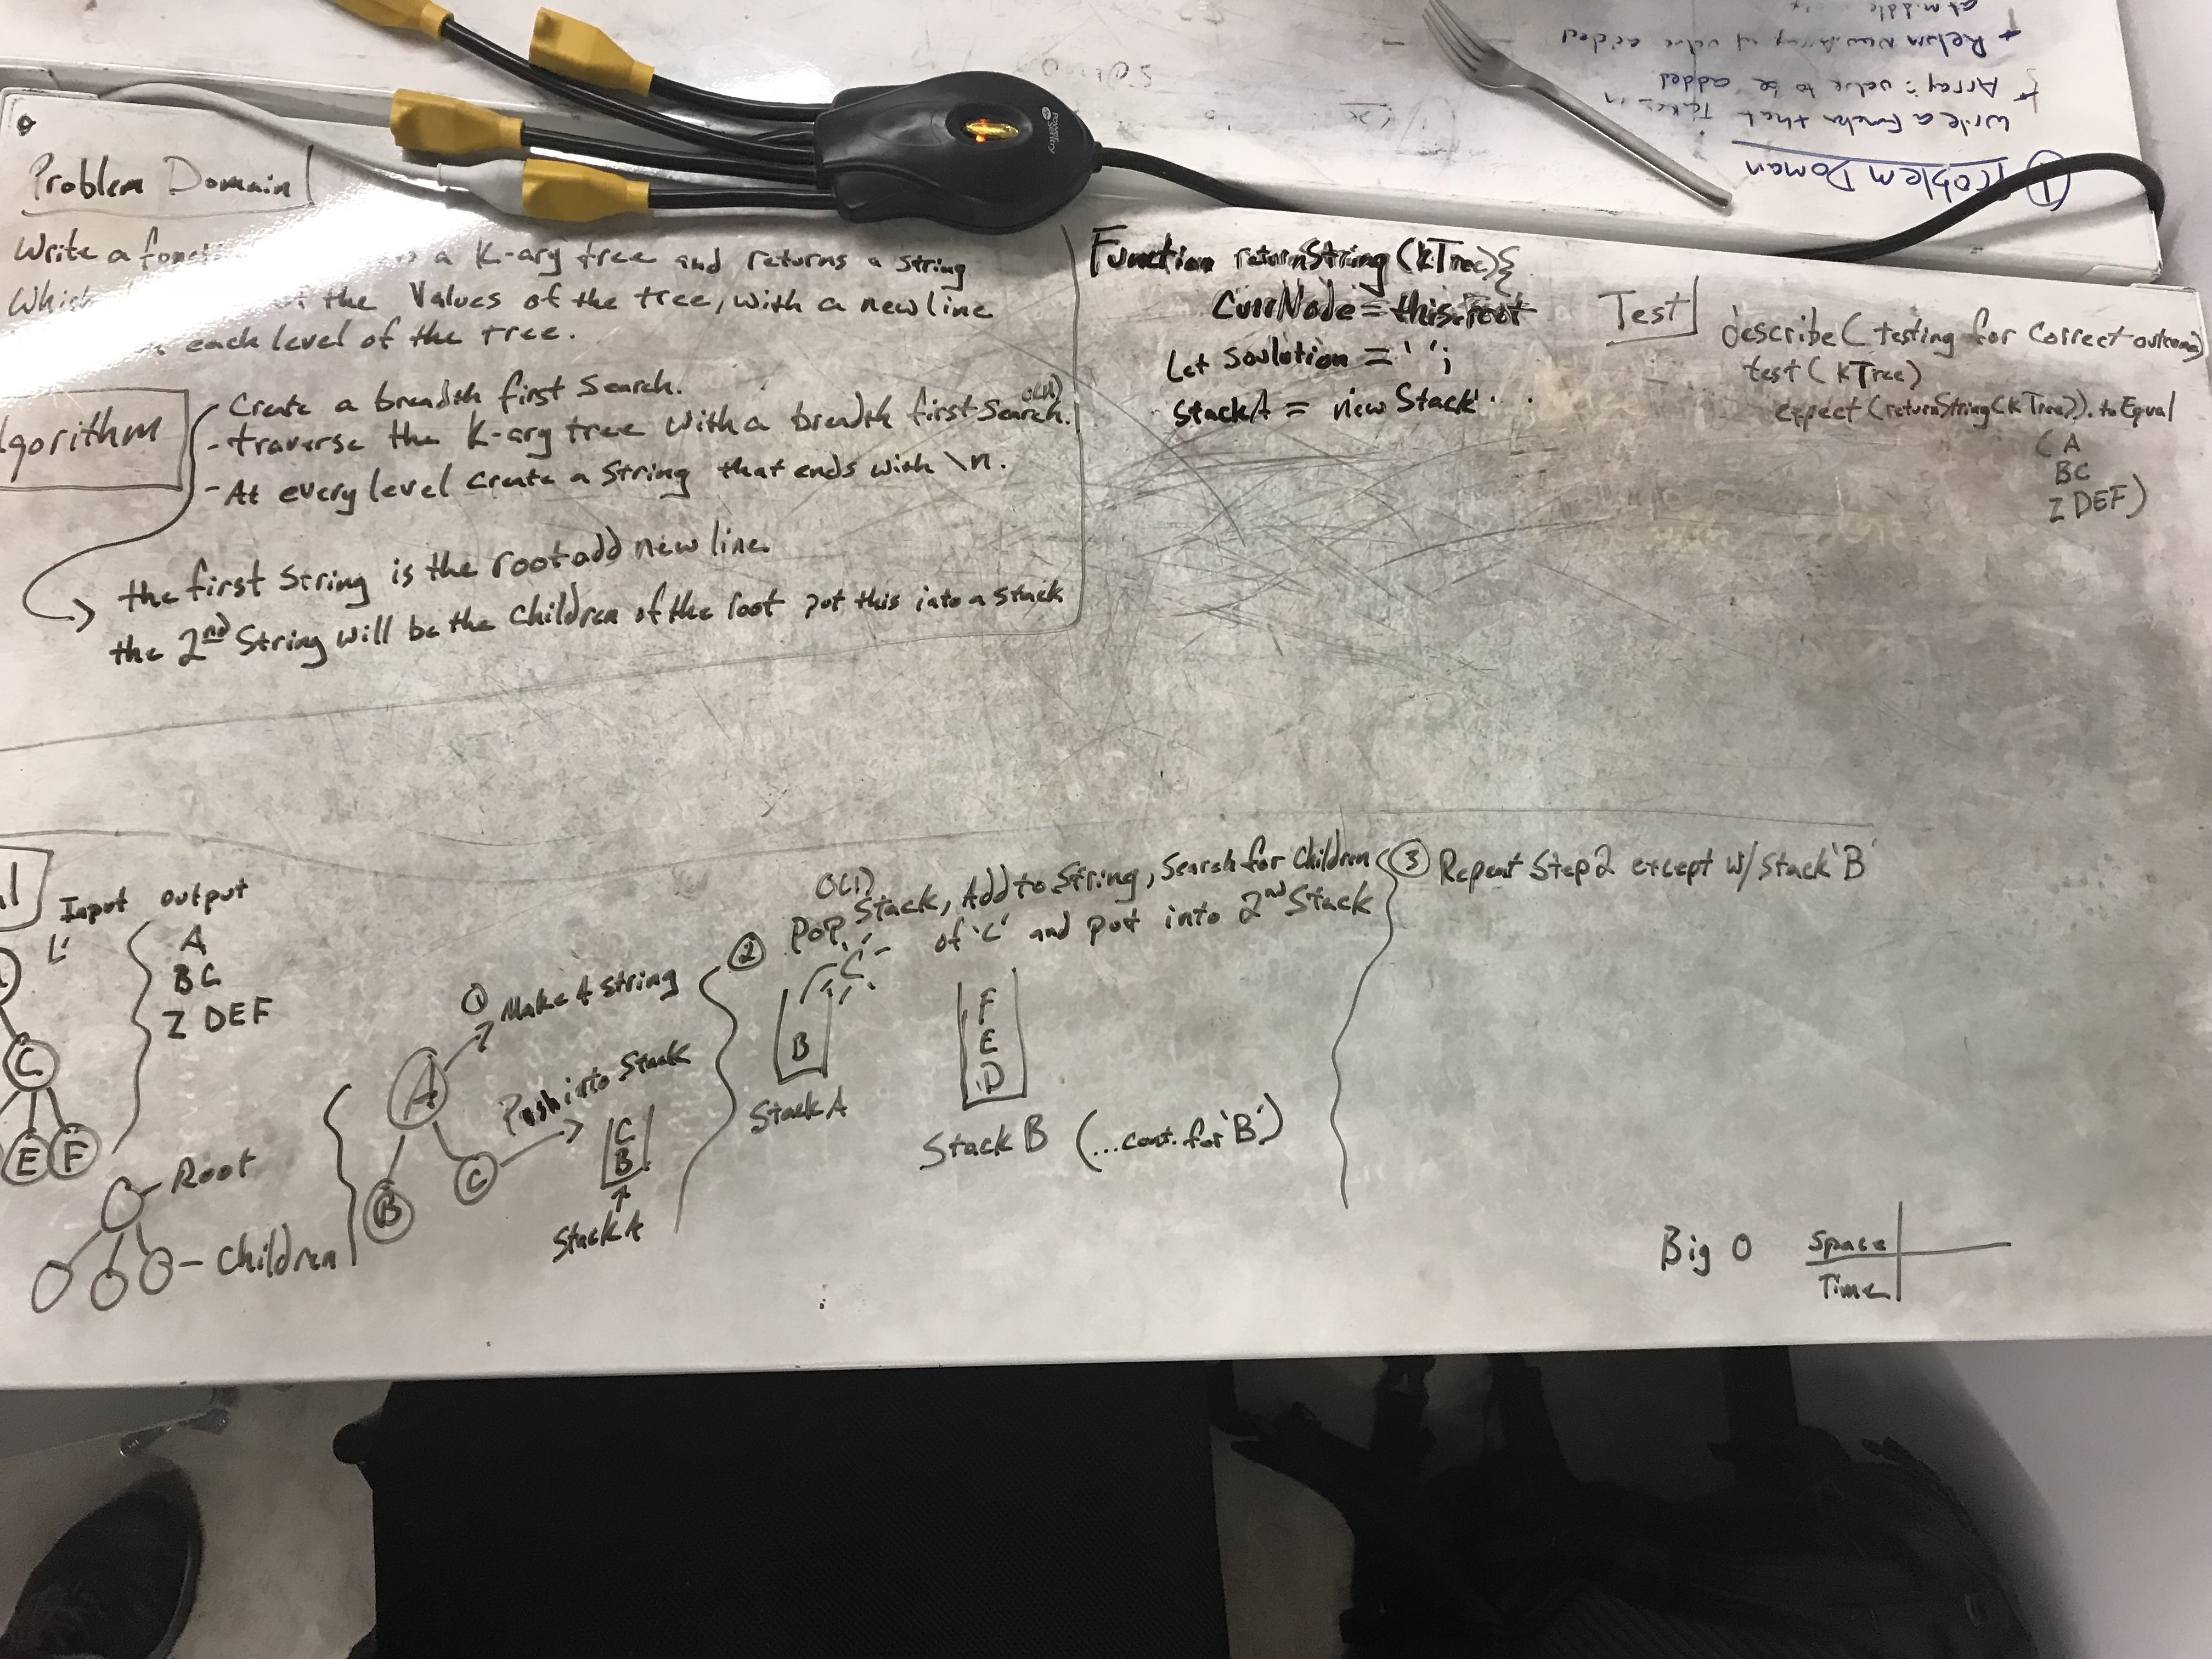 Problem Domain
Write a a K-ary tree and returns a string
the Values of the tree, with a new line
each level of the tree.
lgorithm
- Create a breadth first Search.
O(n)
- traverse the K-ary tree with a breadth first Search.
- At every level create a string that ends with \n.
the first string is the root add new line.
the 2nd String will be the Children of the root put this into a stack
Function returnString(kTree){
CurrNode = this.root
Let soulution = ' ';
StackA = new Stack
Test
describe( testing for Correct outcome)
test( kTree)
expect (returnString(kTree)). toEqual
( A
BC
Z DEF)
Input output
A
BC
Z DEF
C
E F
Root
Children
① Make A string
A
B
C
Push into Stack
C
B
Stack A
O(1)
② Pop Stack, Add to String, Search for Children
of 'C' and put into 2nd Stack
C
B
Stack A
F
E
D
Stack B (...cont. for 'B')
③ Repeat Step 2 except w/ Stack 'B'
Big O
Space
Time
① Problem Domain
Write a function that Takes in
Array: value to be added
Return New Array w/ value added
at middle